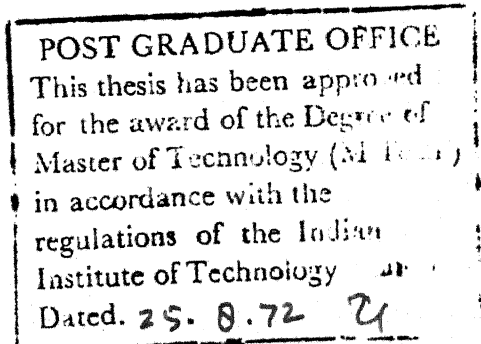 POST GRADUATE OFFICE
This thesis has been approved
for the award of the Degree of
Master of Technology (M Tech)
in accordance with the
regulations of the Indian
Institute of Technology
Dated. 25. 8. 72